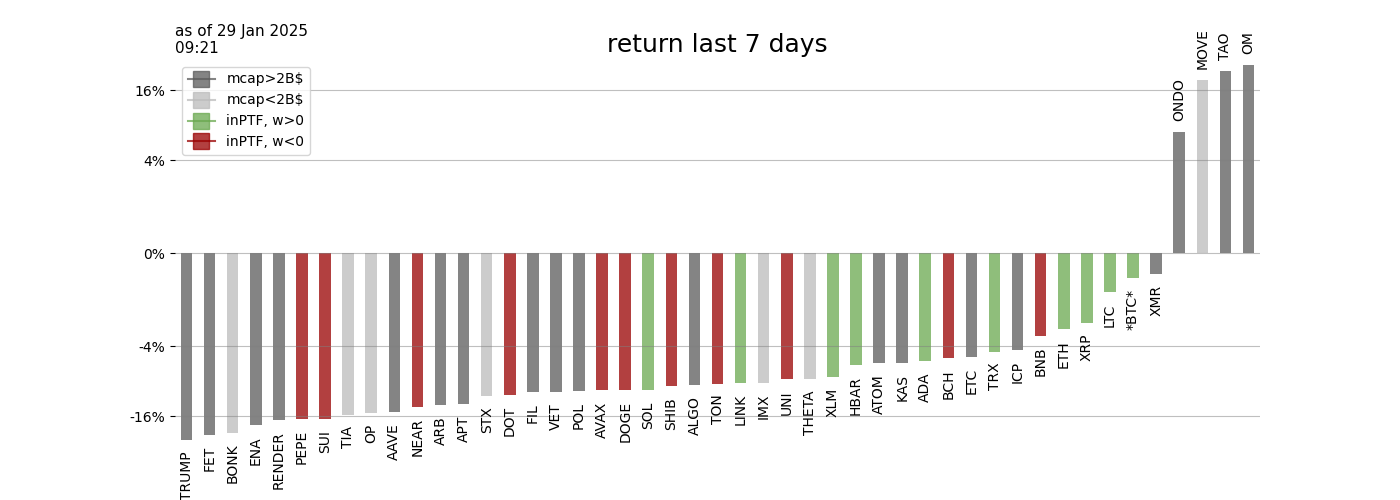 as of 29 Jan 2025
09:21
return last 7 days
mcap>2B$
mcap<2B$
inPTF, w>0
inPTF, w<0
16%
4%
0%
-4%
-16%
TRUMP
FET
BONK
ENA
RENDER
PEPE
SUI
TIA
OP
AAVE
NEAR
ARB
APT
STX
DOT
FIL
VET
POL
AVAX
DOGE
SOL
SHIB
ALGO
TON
LINK
IMX
UNI
THETA
XLM
HBAR
ATOM
KAS
ADA
BCH
ETC
TRX
ICP
BNB
ETH
XRP
LTC
*BTC*
XMR
ONDO
MOVE
TAO
OM